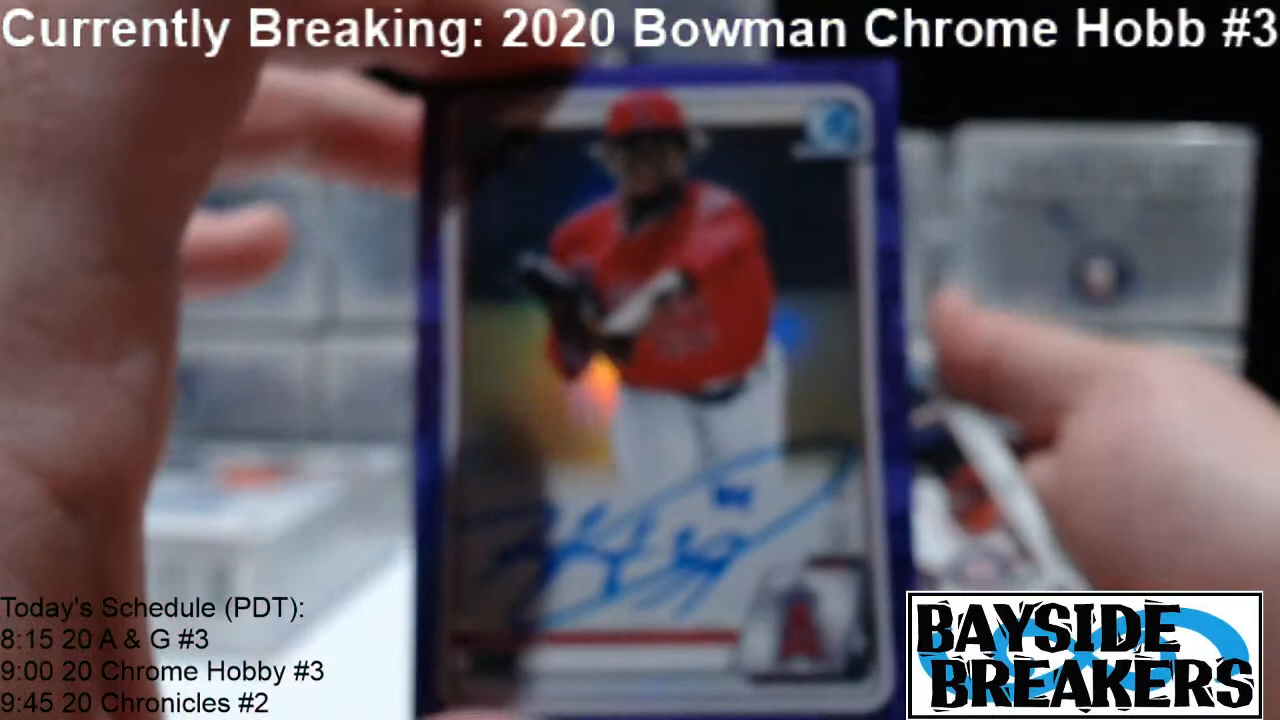 Currently Breaking: 2020 Bowman Chrome Hobb #3
Today's Schedule (PDT):
8:15 20 A & G #3
9:00 20 Chrome Hobby #3
9:45 20 Chronicles #2
BAYSIDE
BREAKERS